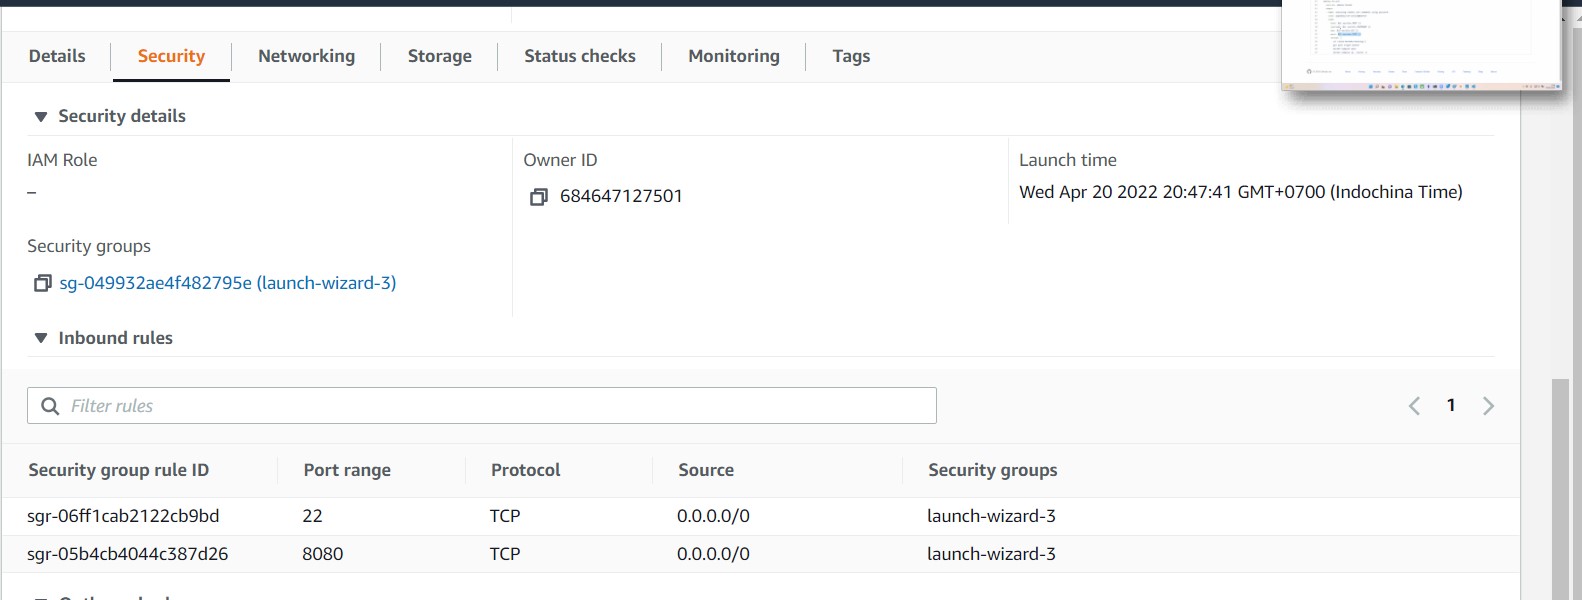 Details Security Networking Storage Status checks Monitoring Tags
Security details
IAM Role Owner ID Launch time
– 684647127501 Wed Apr 20 2022 20:47:41 GMT+0700 (Indochina Time)
Security groups
sg-049932ae4f482795e (launch-wizard-3)
Inbound rules
Filter rules 1
Security group rule ID Port range Protocol Source Security groups
sgr-06ff1cab2122cb9bd 22 TCP 0.0.0.0/0 launch-wizard-3
sgr-05b4cb4044c387d26 8080 TCP 0.0.0.0/0 launch-wizard-3